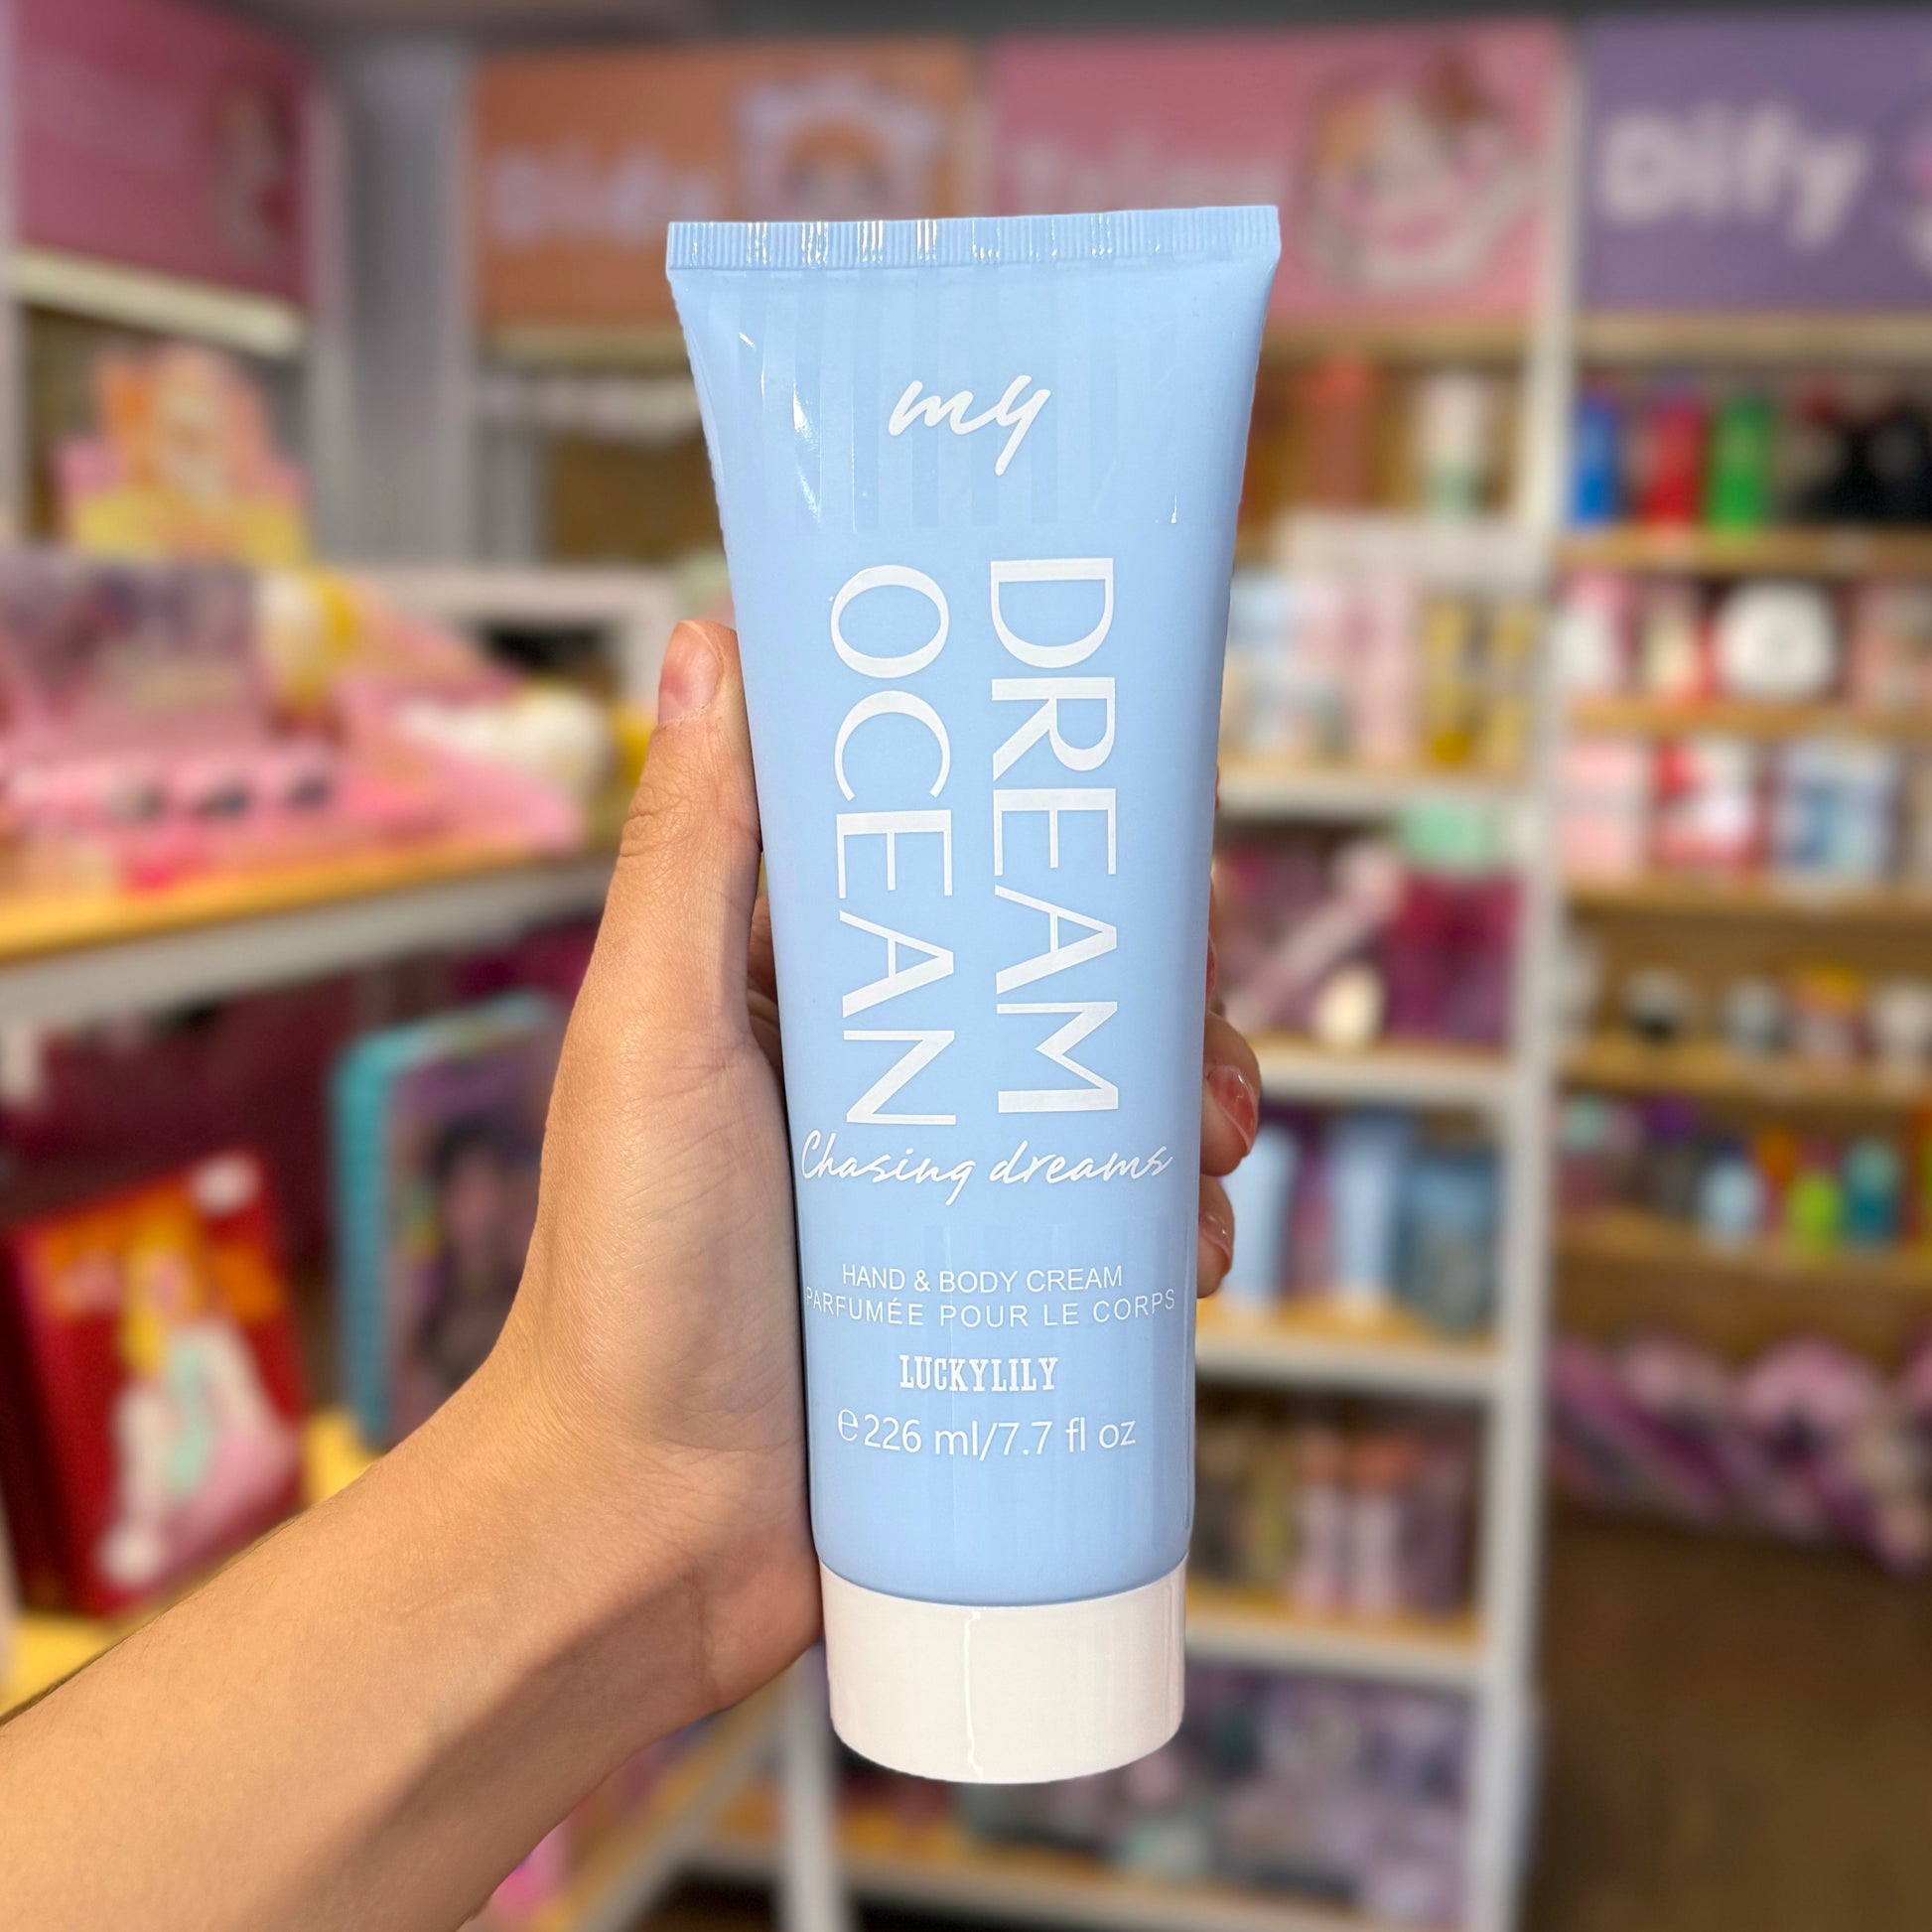 my
DREAM
OCEAN
Chasing dreams
HAND & BODY CREAM
PARFUMÉE POUR LE CORPS
LUCKYLILY
℮ 226 ml/7.7 fl oz
Dify